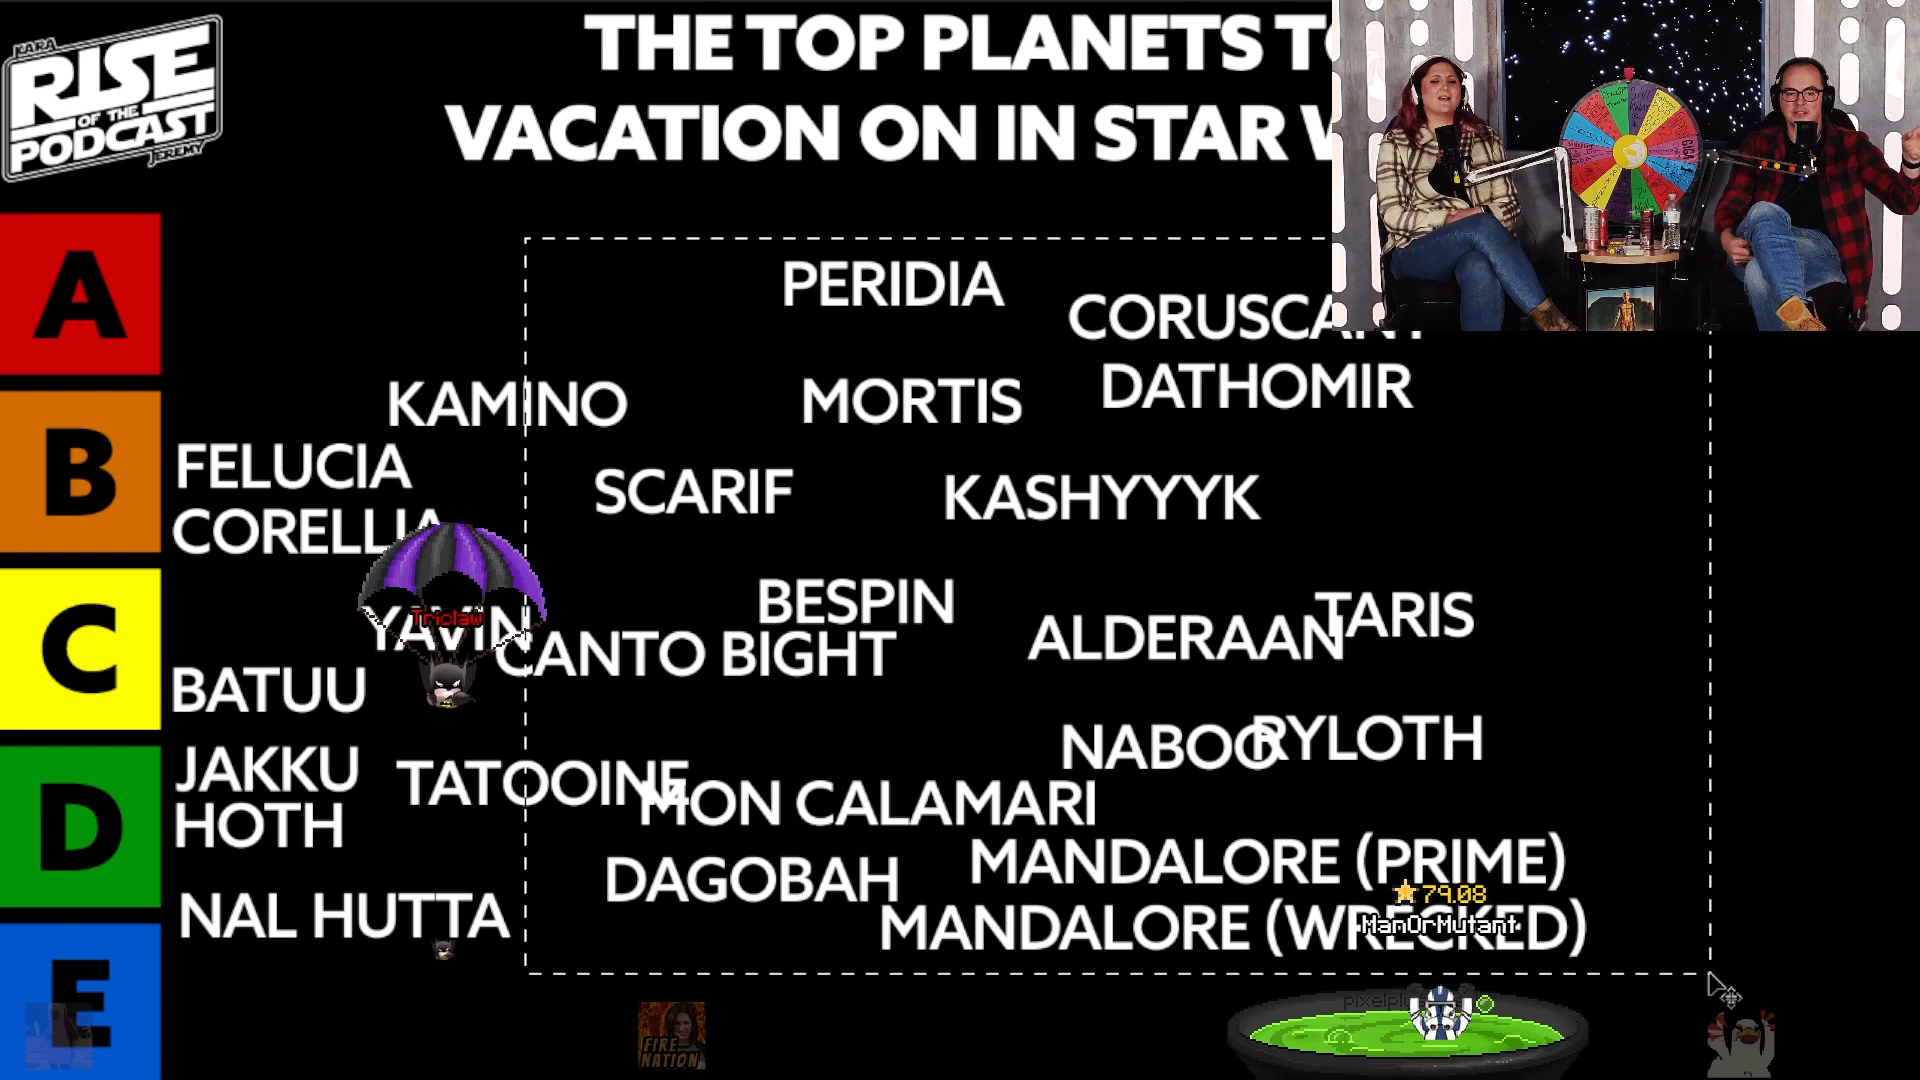 KARA
RISE
OF THE
PODCAST
JEREMY
THE TOP PLANETS
VACATION ON IN STAR
A
PERIDIA
CORUSCANT
KAMINO
MORTIS
DATHOMIR
B
FELUCIA
SCARIF
KASHYYYK
CORELLIA
BESPIN
TARIS
YAVIN
Triclaw
CANTO BIGHT
ALDERAAN
C
BATUU
NABOO
RYLOTH
JAKKU
TATOOINE
MON CALAMARI
HOTH
D
DAGOBAH
MANDALORE (PRIME)
79.08
NAL HUTTA
MANDALORE (WRECKED)
ManOrMutant
E
FIRE
NATION